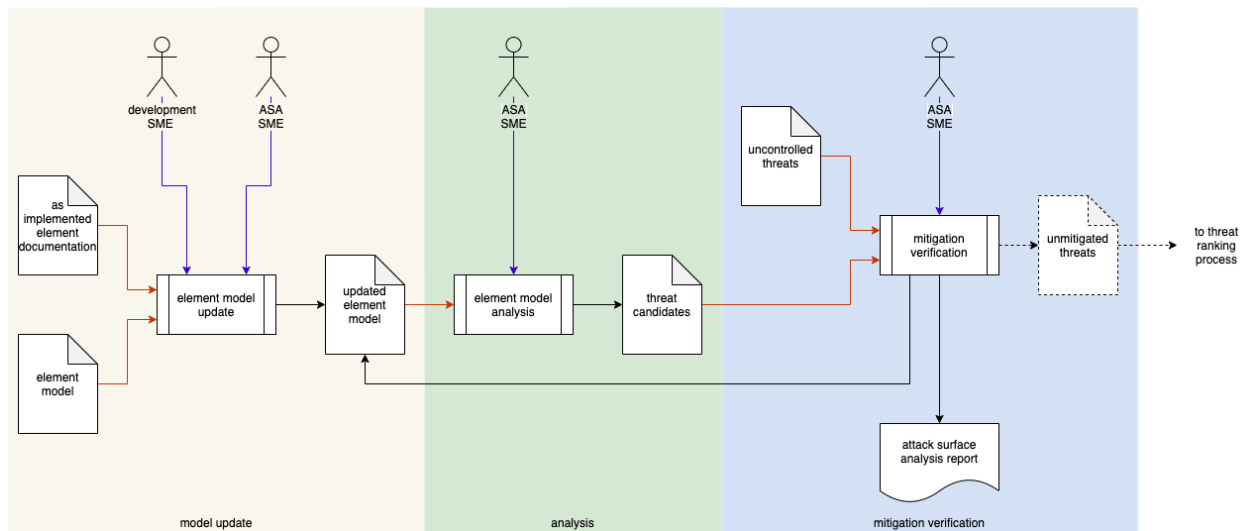 development
SME
ASA
SME
ASA
SME
ASA
SME
as
implemented
element
documentation
element
model
element model
update
updated
element
model
element model
analysis
threat
candidates
uncontrolled
threats
mitigation
verification
unmitigated
threats
to threat
ranking
process
attack surface
analysis report
model update
analysis
mitigation verification